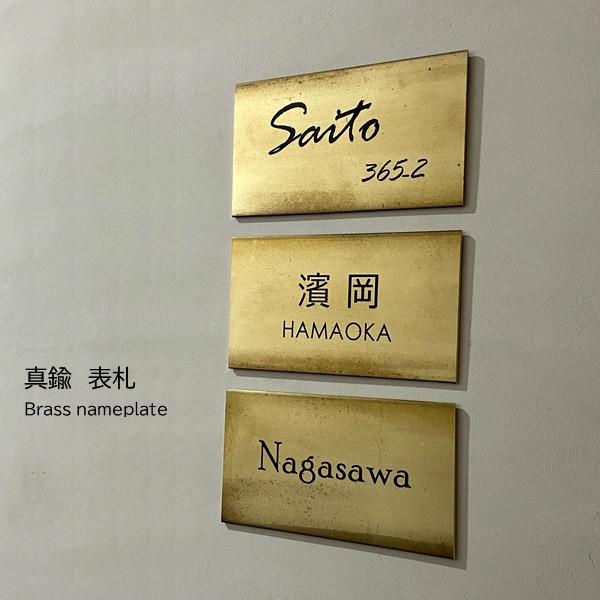 Saito
365-2
濱岡
HAMAOKA
真鍮 表札
Brass nameplate
Nagasawa